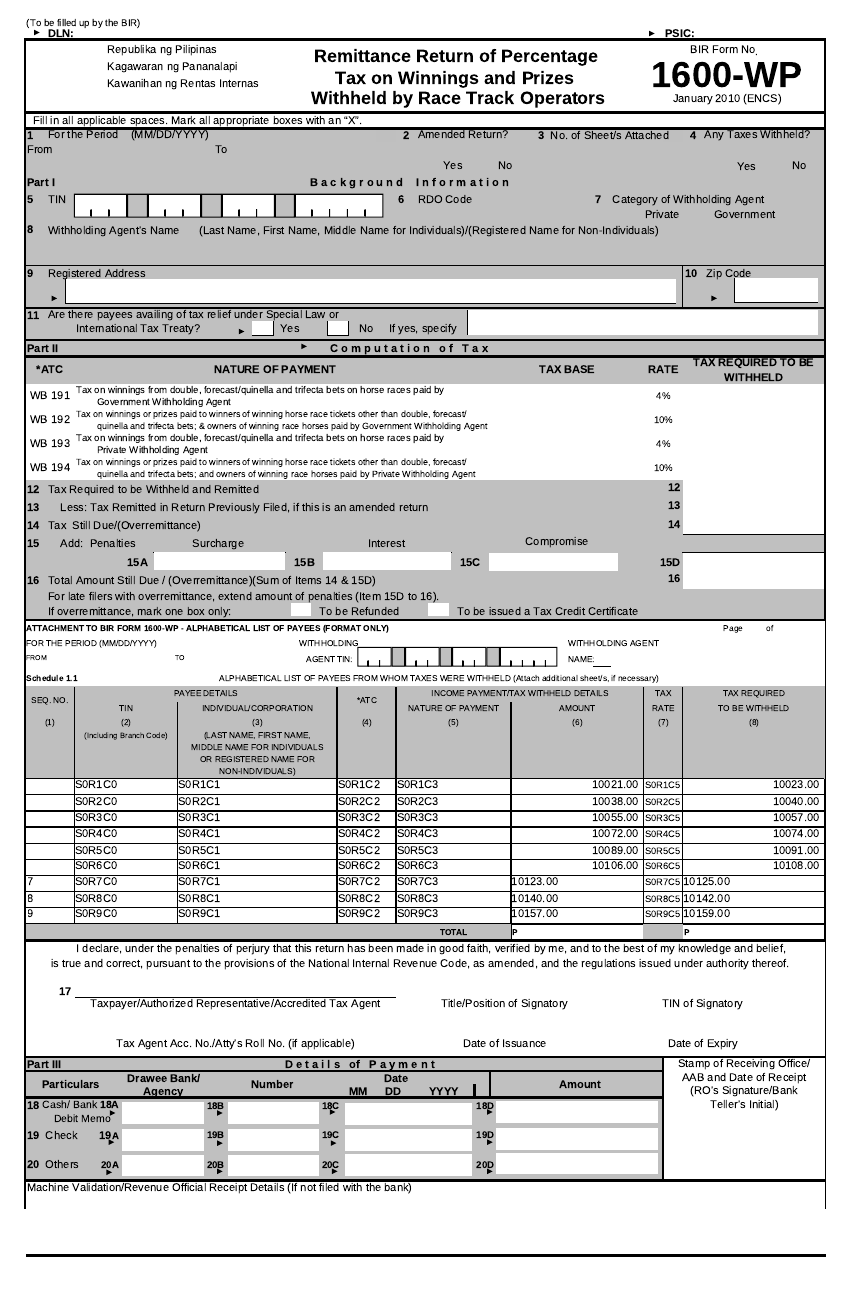 (To be filled up by the BIR)
► DLN: ► PSIC:
Republika ng Pilipinas
Kagawaran ng Pananalapi
Kawanihan ng Rentas Internas
Remittance Return of Percentage
Tax on Winnings and Prizes
Withheld by Race Track Operators
BIR Form No.
1600-WP
January 2010 (ENCS)
Fill in all applicable spaces. Mark all appropriate boxes with an “X”.
1 For the Period (MM/DD/YYYY) 2 Amended Return? 3 No. of Sheet/s Attached 4 Any Taxes Withheld?
From To
Yes No Yes No
Part I Background Information
5 TIN 6 RDO Code 7 Category of Withholding Agent
Private Government
8 Withholding Agent's Name (Last Name, First Name, Middle Name for Individuals)/(Registered Name for Non-Individuals)
9 Registered Address 10 Zip Code
► ►
11 Are there payees availing of tax relief under Special Law or
International Tax Treaty? ► Yes No If yes, specify
Part II ► Computation of Tax
*ATC NATURE OF PAYMENT TAX BASE RATE TAX REQUIRED TO BE WITHHELD
WB 191 Tax on winnings from double, forecast/quinella and trifecta bets on horse races paid by
Government Withholding Agent 4%
WB 192 Tax on winnings or prizes paid to winners of winning horse race tickets other than double, forecast/
quinella and trifecta bets; & owners of winning race horses paid by Government Withholding Agent 10%
WB 193 Tax on winnings from double, forecast/quinella and trifecta bets on horse races paid by
Private Withholding Agent 4%
WB 194 Tax on winnings or prizes paid to winners of winning horse race tickets other than double, forecast/
quinella and trifecta bets; and owners of winning race horses paid by Private Withholding Agent 10%
12 Tax Required to be Withheld and Remitted 12
13 Less: Tax Remitted in Return Previously Filed, if this is an amended return 13
14 Tax Still Due/(Overremittance) 14
15 Add: Penalties Surcharge Interest Compromise
15A 15B 15C 15D
16 Total Amount Still Due / (Overremittance)(Sum of Items 14 & 15D) 16
For late filers with overremittance, extend amount of penalties (Item 15D to 16).
If overremittance, mark one box only: To be Refunded To be issued a Tax Credit Certificate
ATTACHMENT TO BIR FORM 1600-WP - ALPHABETICAL LIST OF PAYEES (FORMAT ONLY) Page of
FOR THE PERIOD (MM/DD/YYYY) WITHHOLDING WITHHOLDING AGENT
FROM TO AGENT TIN: NAME:
Schedule 1.1 ALPHABETICAL LIST OF PAYEES FROM WHOM TAXES WERE WITHHELD (Attach additional sheet/s, if necessary)
SEQ. NO. PAYEE DETAILS *ATC INCOME PAYMENT/TAX WITHHELD DETAILS TAX TAX REQUIRED
TIN INDIVIDUAL/CORPORATION NATURE OF PAYMENT AMOUNT RATE TO BE WITHHELD
(1) (2) (3) (4) (5) (6) (7) (8)
(Including Branch Code) (LAST NAME, FIRST NAME,
MIDDLE NAME FOR INDIVIDUALS
OR REGISTERED NAME FOR
NON-INDIVIDUALS)
S0R1C0 S0R1C1 S0R1C2 S0R1C3 10021.00 S0R1C5 10023.00
S0R2C0 S0R2C1 S0R2C2 S0R2C3 10038.00 S0R2C5 10040.00
S0R3C0 S0R3C1 S0R3C2 S0R3C3 10055.00 S0R3C5 10057.00
S0R4C0 S0R4C1 S0R4C2 S0R4C3 10072.00 S0R4C5 10074.00
S0R5C0 S0R5C1 S0R5C2 S0R5C3 10089.00 S0R5C5 10091.00
S0R6C0 S0R6C1 S0R6C2 S0R6C3 10106.00 S0R6C5 10108.00
7 S0R7C0 S0R7C1 S0R7C2 S0R7C3 10123.00 S0R7C5 10125.00
8 S0R8C0 S0R8C1 S0R8C2 S0R8C3 10140.00 S0R8C5 10142.00
9 S0R9C0 S0R9C1 S0R9C2 S0R9C3 10157.00 S0R9C5 10159.00
TOTAL P P
I declare, under the penalties of perjury that this return has been made in good faith, verified by me, and to the best of my knowledge and belief,
is true and correct, pursuant to the provisions of the National Internal Revenue Code, as amended, and the regulations issued under authority thereof.
17
Taxpayer/Authorized Representative/Accredited Tax Agent Title/Position of Signatory TIN of Signatory
Tax Agent Acc. No./Atty's Roll No. (if applicable) Date of Issuance Date of Expiry
Part III Details of Payment
Particulars Drawee Bank/ Agency Number Date MM DD YYYY Amount
Stamp of Receiving Office/
AAB and Date of Receipt
(RO's Signature/Bank
Teller's Initial)
18 Cash/ Bank 18A 18B 18C 18D
Debit Memo ► ► ► ►
19 Check 19A 19B 19C 19D
► ► ► ►
20 Others 20A 20B 20C 20D
► ► ► ►
Machine Validation/Revenue Official Receipt Details (If not filed with the bank)